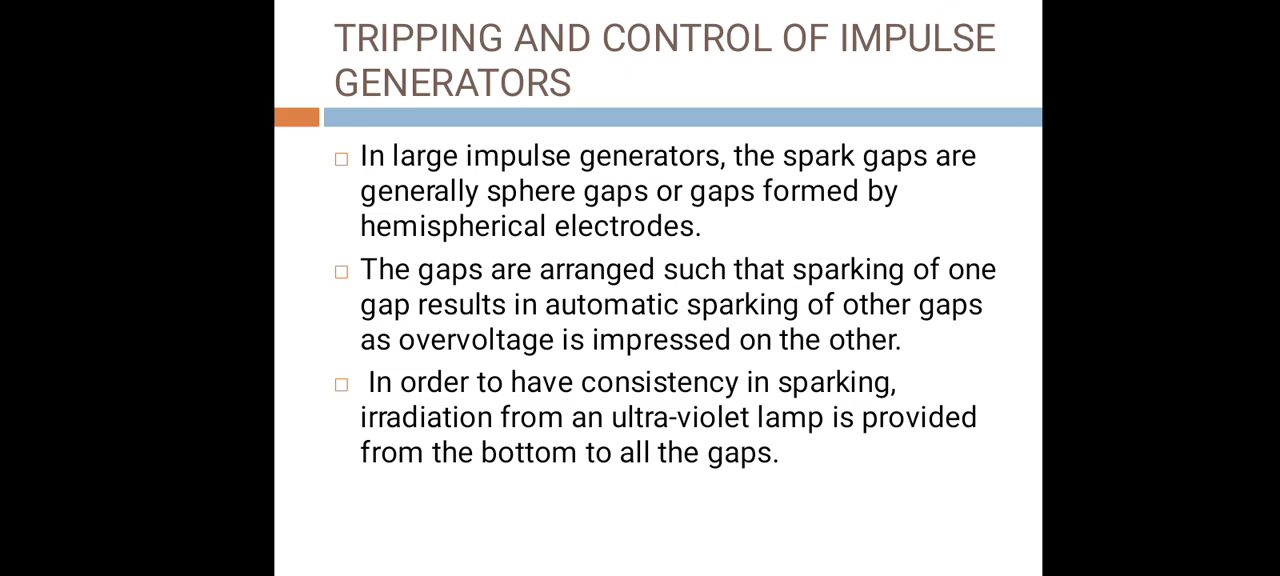 TRIPPING AND CONTROL OF IMPULSE
GENERATORS
In large impulse generators, the spark gaps are
generally sphere gaps or gaps formed by
hemispherical electrodes.
The gaps are arranged such that sparking of one
gap results in automatic sparking of other gaps
as overvoltage is impressed on the other.
In order to have consistency in sparking,
irradiation from an ultra-violet lamp is provided
from the bottom to all the gaps.